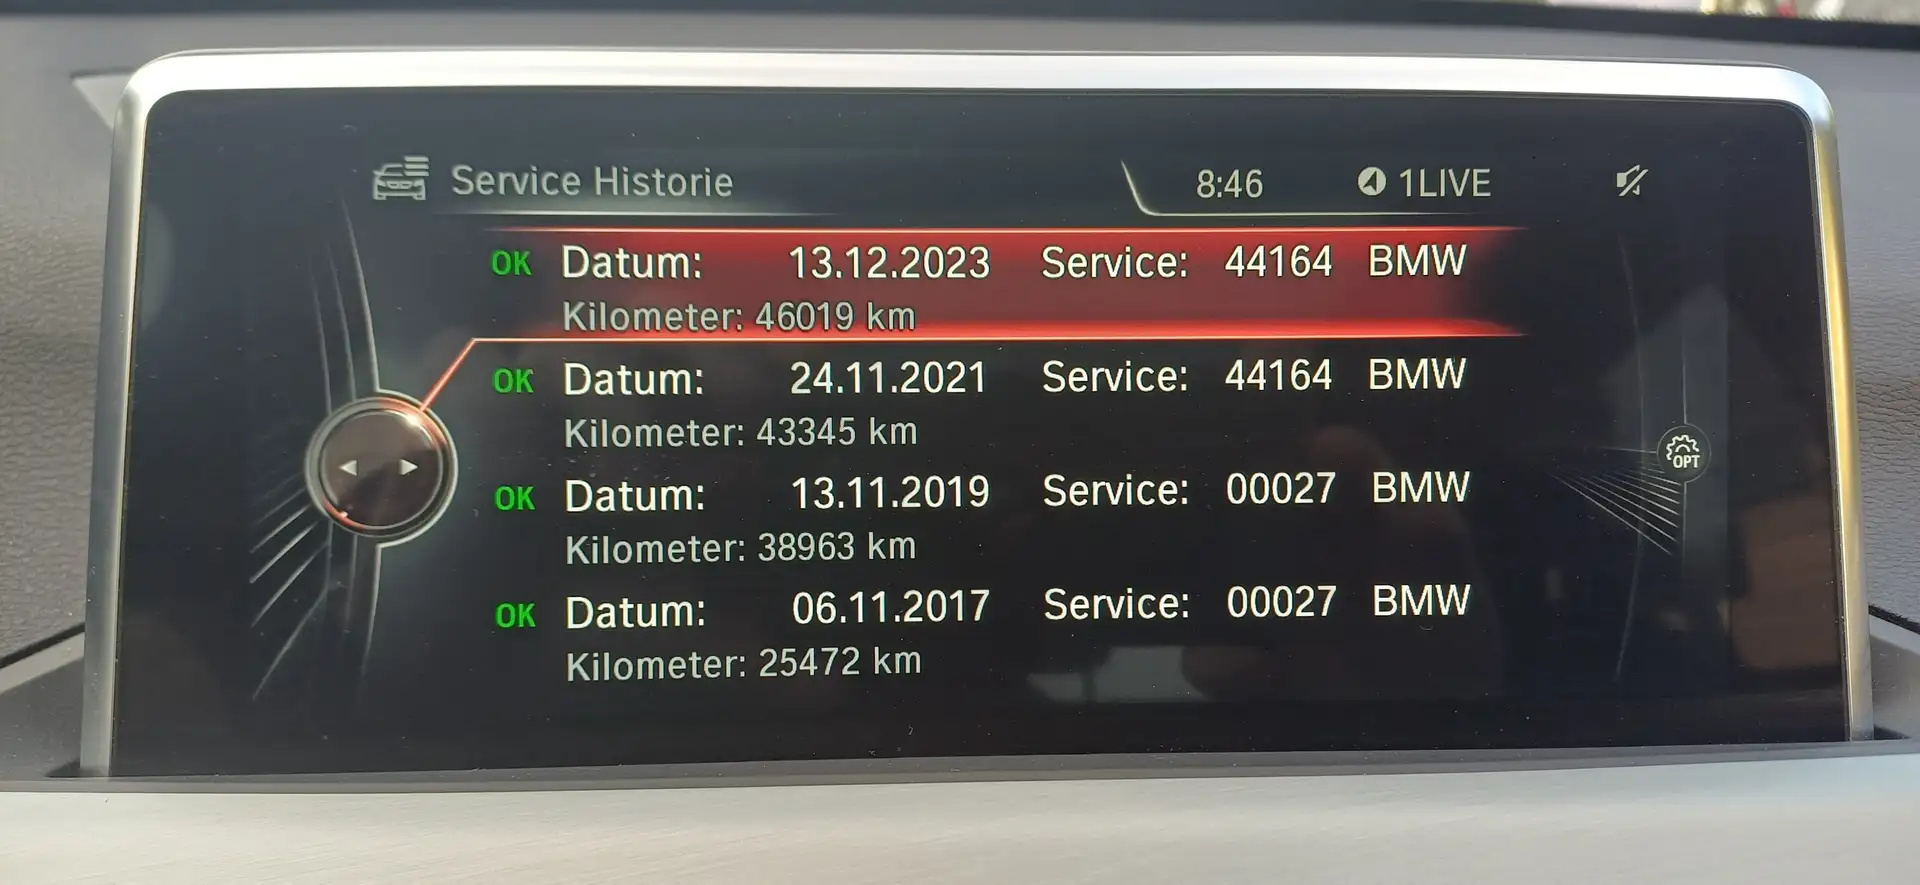 Service Historie 8:46 1LIVE
OK Datum: 13.12.2023 Service: 44164 BMW
Kilometer: 46019 km
OK Datum: 24.11.2021 Service: 44164 BMW
Kilometer: 43345 km
OK Datum: 13.11.2019 Service: 00027 BMW
Kilometer: 38963 km
OPT
OK Datum: 06.11.2017 Service: 00027 BMW
Kilometer: 25472 km